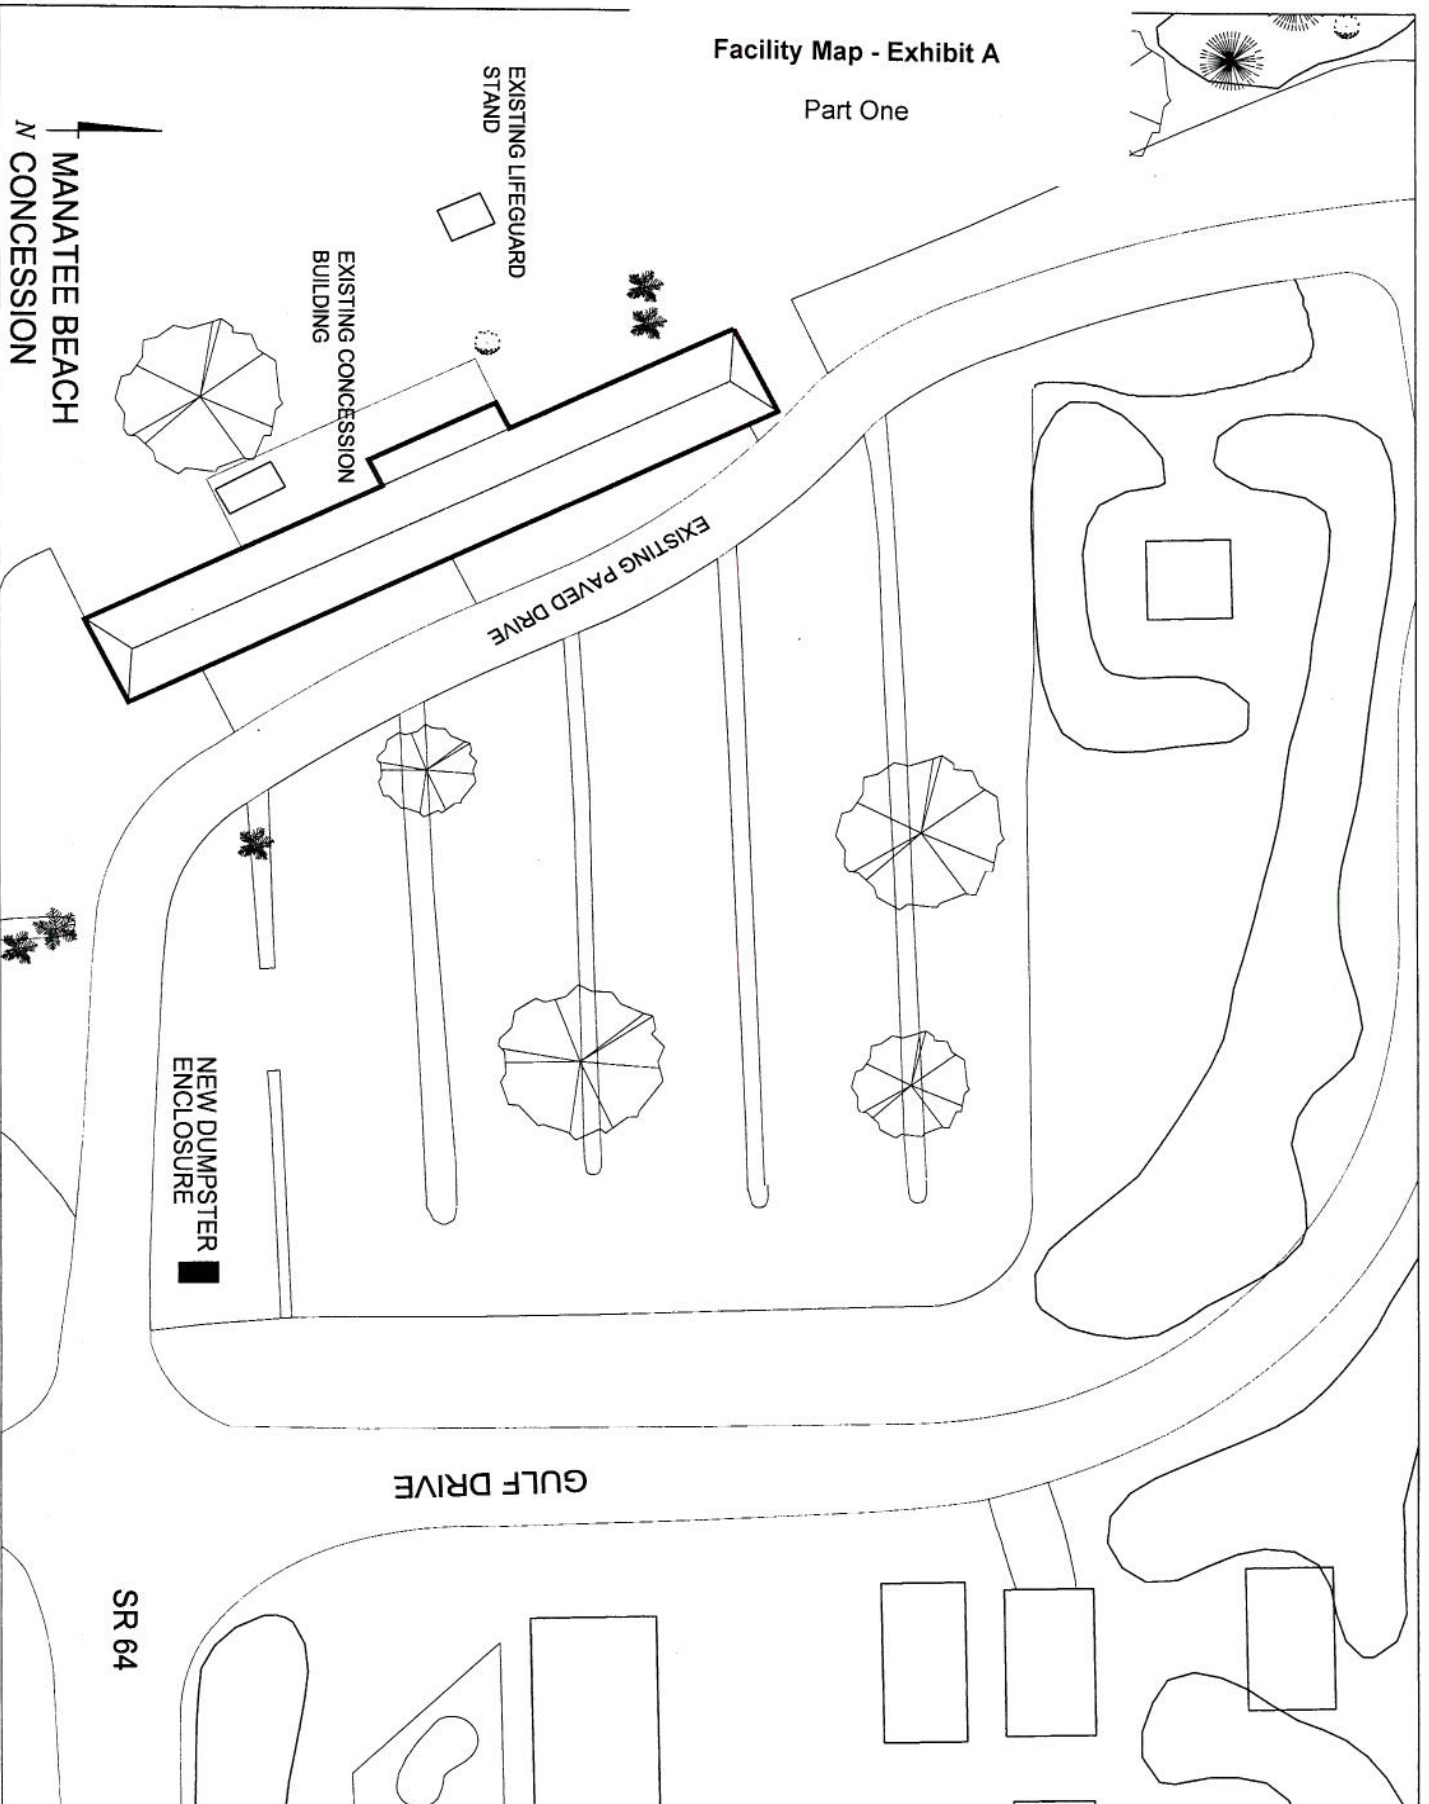 Facility Map - Exhibit A
Part One
EXISTING LIFEGUARD
STAND
EXISTING CONCESSION
BUILDING
N
MANATEE BEACH
CONCESSION
EXISTING PAVED DRIVE
NEW DUMPSTER
ENCLOSURE
GULF DRIVE
SR 64